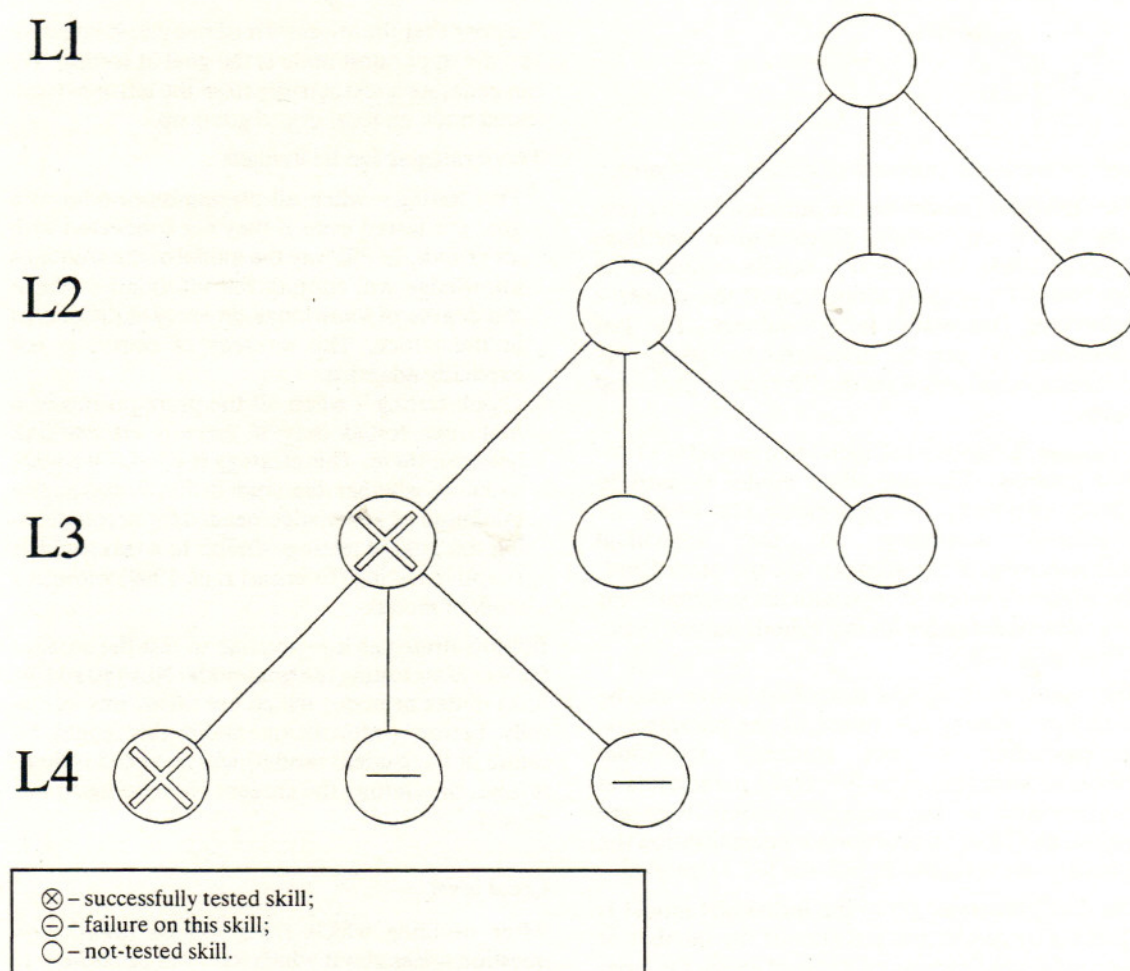 L1
L2
L3
L4
⊗ – successfully tested skill;
⊖ – failure on this skill;
○ – not-tested skill.